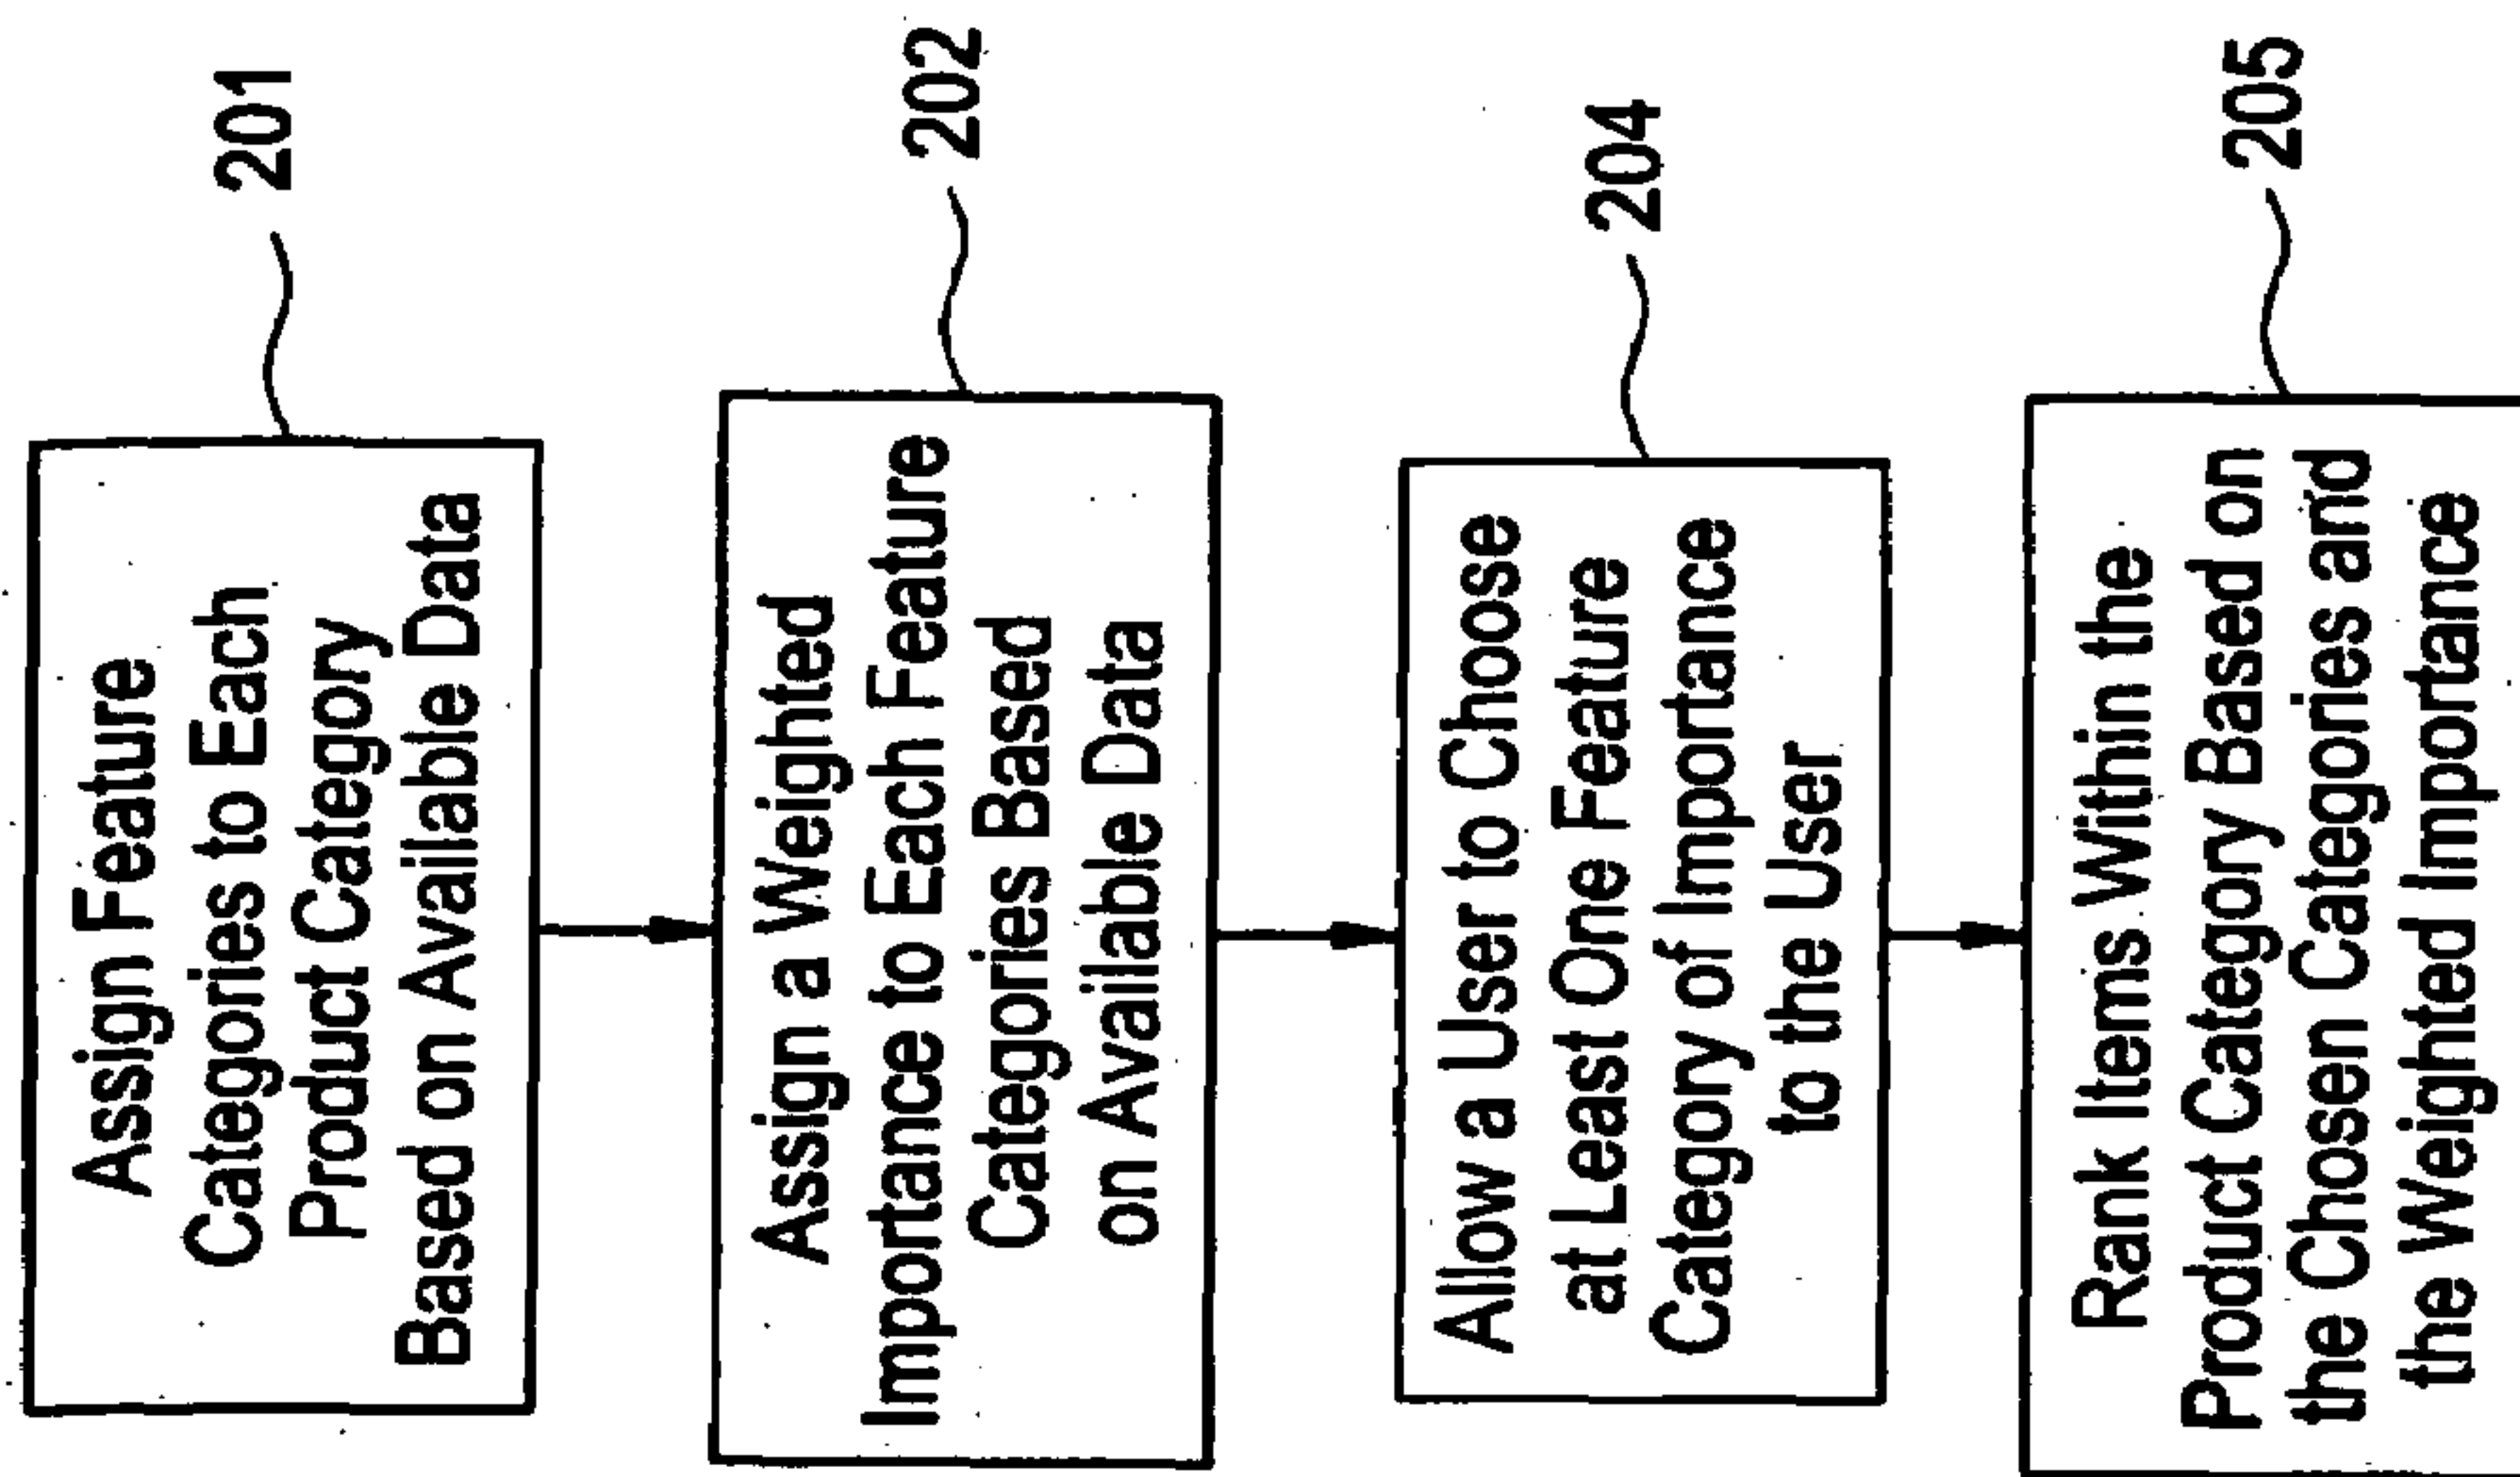 Assign Feature
Categories to Each
Product Category
Based on Available Data
201
Assign a Weighted
Importance to Each Feature
Categories Based
on Available Data
202
Allow a User to Choose
at Least One Feature
Category of Importance
to the User
204
Rank Items Within the
Product Category Based on
the Chosen Categories and
the Weighted Importance
205